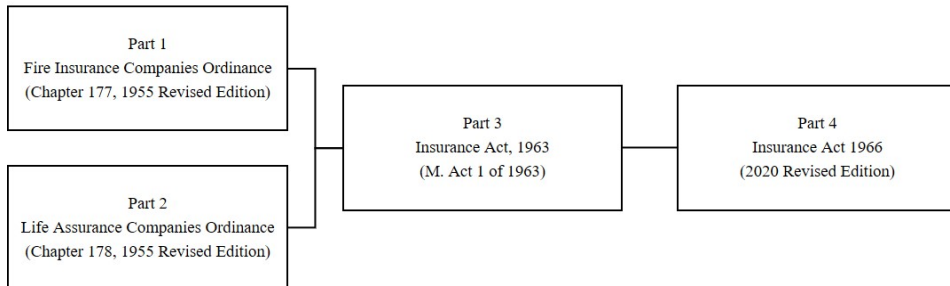 Part 1
Fire Insurance Companies Ordinance
(Chapter 177, 1955 Revised Edition)
Part 2
Life Assurance Companies Ordinance
(Chapter 178, 1955 Revised Edition)
Part 3
Insurance Act, 1963
(M. Act 1 of 1963)
Part 4
Insurance Act 1966
(2020 Revised Edition)